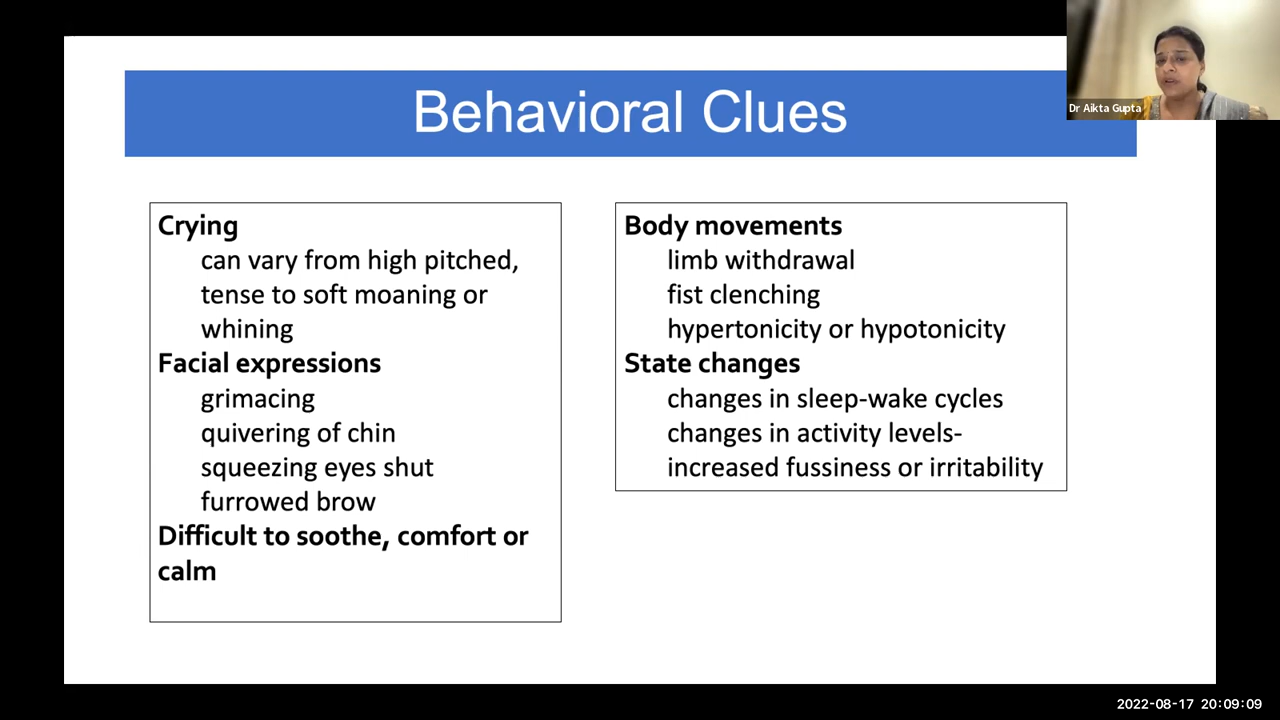 Behavioral Clues
Dr Aikta Gupta
Crying
can vary from high pitched,
tense to soft moaning or
whining
Facial expressions
grimacing
quivering of chin
squeezing eyes shut
furrowed brow
Difficult to soothe, comfort or
calm
Body movements
limb withdrawal
fist clenching
hypertonicity or hypotonicity
State changes
changes in sleep-wake cycles
changes in activity levels-
increased fussiness or irritability
2022-08-17 20:09:09